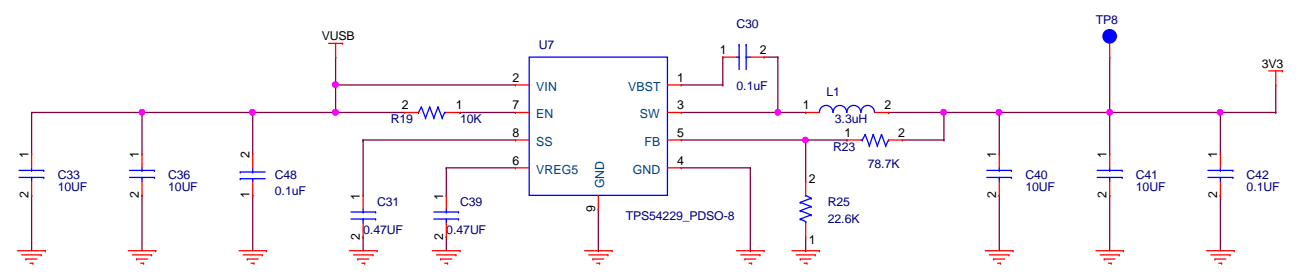 TP8
C30
VUSB
U7
3V3
1
2
2
VIN
VBST
1
0.1uF
L1
2
1
7
EN
SW
3
1
2
R19
10K
3.3uH
8
SS
FB
5
1
2
R23
78.7K
6
VREG5
GND
4
GND
1
C33
10UF
2
1
C36
10UF
2
2
C48
0.1uF
1
1
C40
10UF
2
1
C41
10UF
2
1
C42
0.1UF
2
1
C31
0.47UF
2
1
C39
0.47UF
2
9
TPS54229_PDSO-8
2
R25
22.6K
1